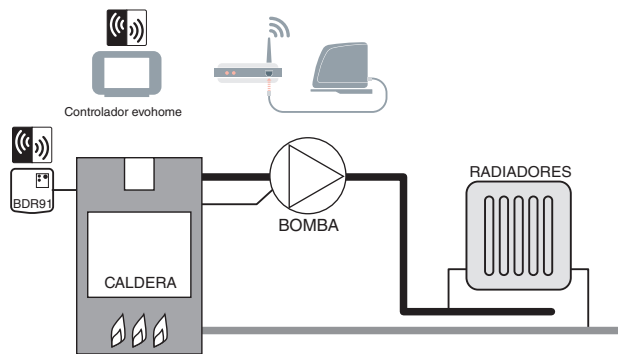 Controlador evohome
BDR91
BOMBA
RADIADORES
CALDERA